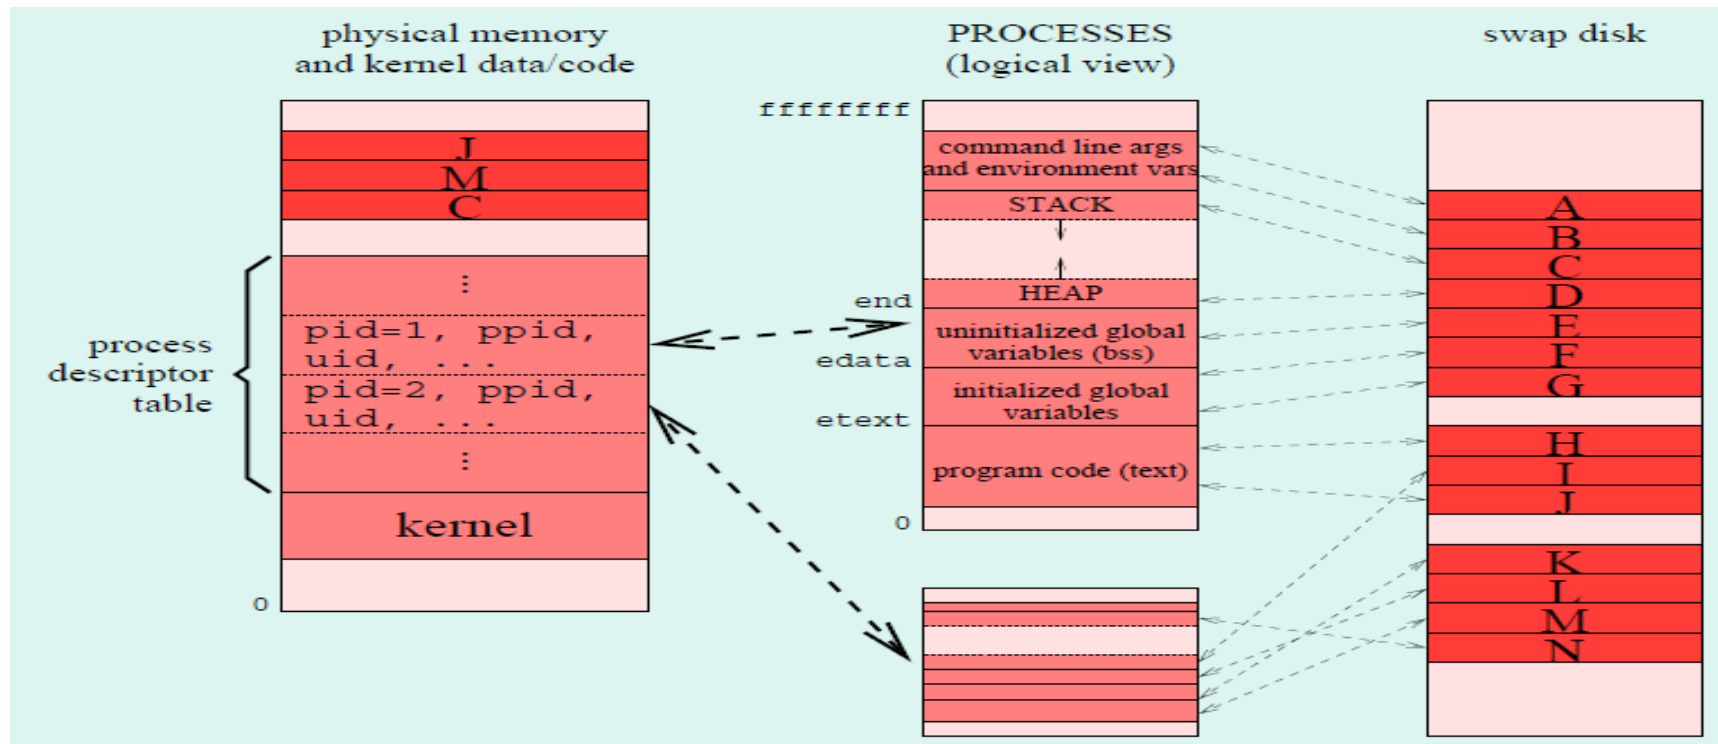 physical memory
and kernel data/code
J
M
C
⋮
pid=1, ppid,
uid, ...
pid=2, ppid,
uid, ...
⋮
kernel
0
process
descriptor
table
PROCESSES
(logical view)
ffffffff
command line args
and environment vars
STACK
HEAP
end
uninitialized global
variables (bss)
edata
initialized global
variables
etext
program code (text)
0
swap disk
A
B
C
D
E
F
G
H
I
J
K
L
M
N